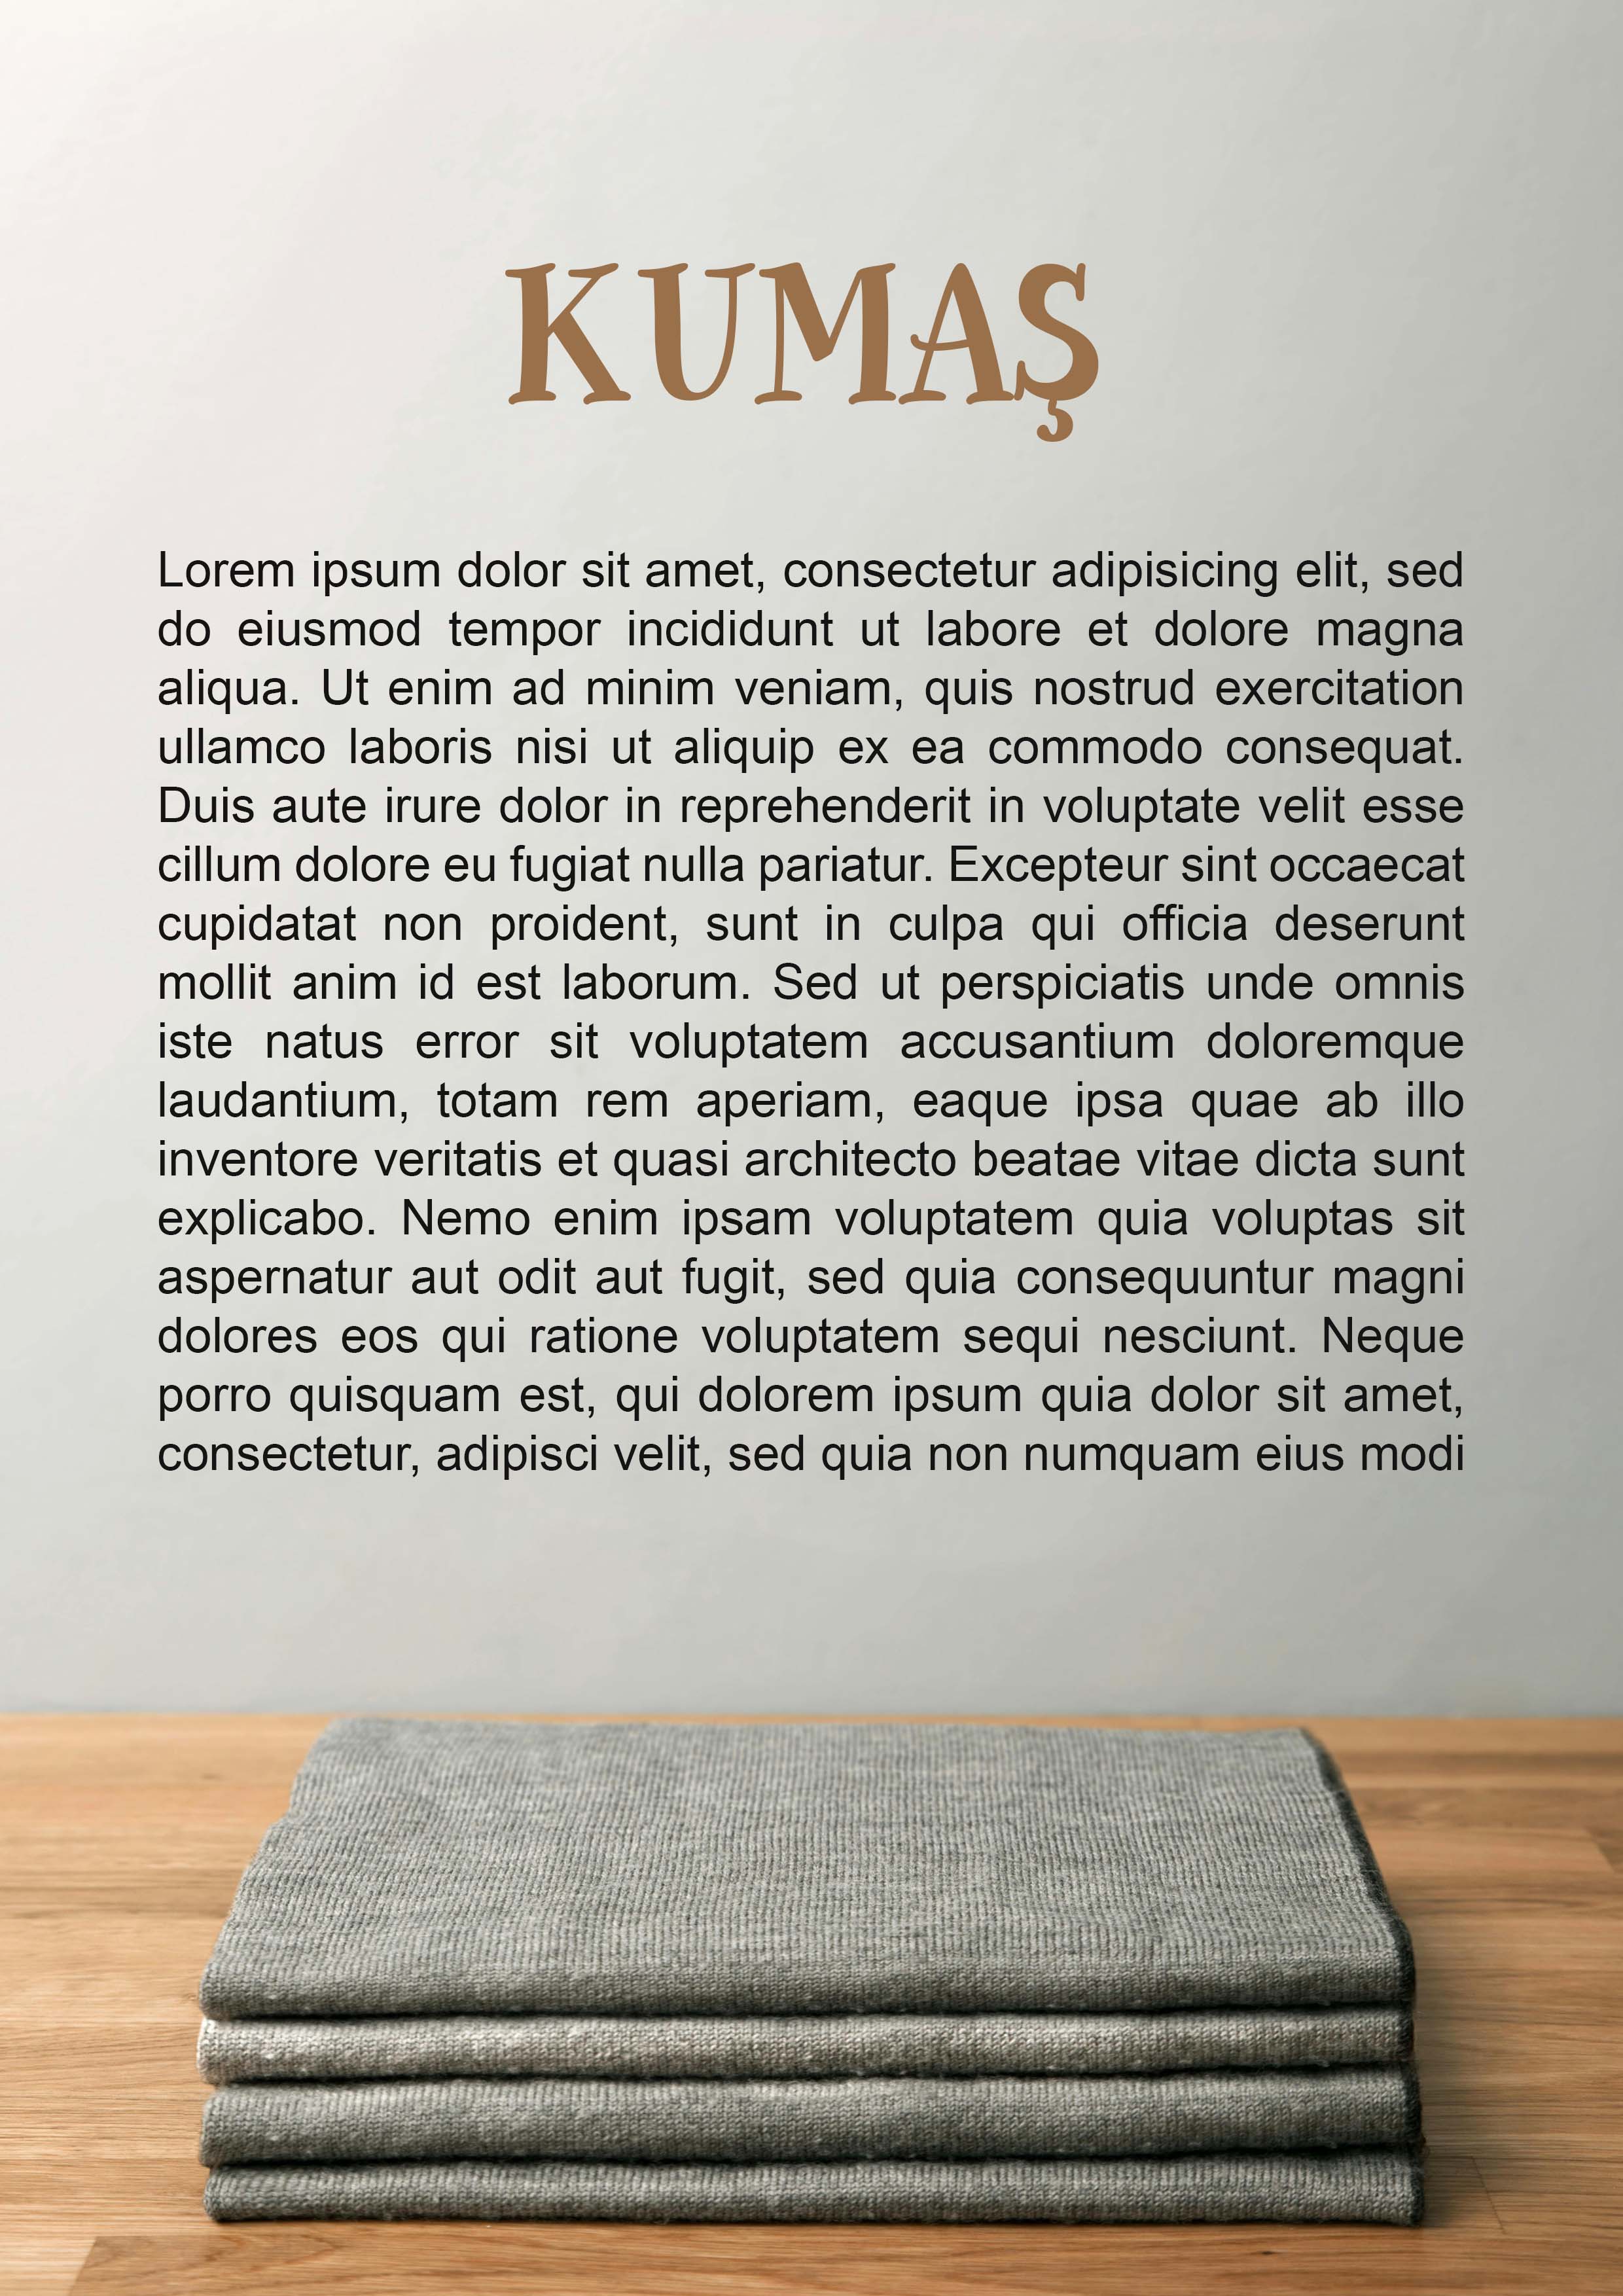 KUMAŞ
Lorem ipsum dolor sit amet, consectetur adipisicing elit, sed
do eiusmod tempor incididunt ut labore et dolore magna
aliqua. Ut enim ad minim veniam, quis nostrud exercitation
ullamco laboris nisi ut aliquip ex ea commodo consequat.
Duis aute irure dolor in reprehenderit in voluptate velit esse
cillum dolore eu fugiat nulla pariatur. Excepteur sint occaecat
cupidatat non proident, sunt in culpa qui officia deserunt
mollit anim id est laborum. Sed ut perspiciatis unde omnis
iste natus error sit voluptatem accusantium doloremque
laudantium, totam rem aperiam, eaque ipsa quae ab illo
inventore veritatis et quasi architecto beatae vitae dicta sunt
explicabo. Nemo enim ipsam voluptatem quia voluptas sit
aspernatur aut odit aut fugit, sed quia consequuntur magni
dolores eos qui ratione voluptatem sequi nesciunt. Neque
porro quisquam est, qui dolorem ipsum quia dolor sit amet,
consectetur, adipisci velit, sed quia non numquam eius modi